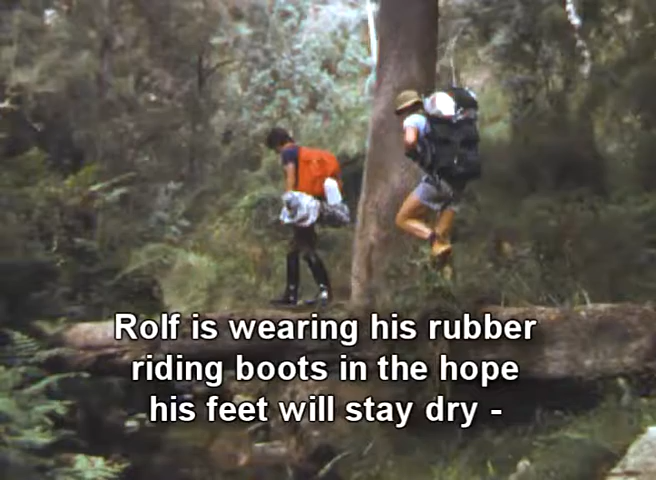 Rolf is wearing his rubber
riding boots in the hope
his feet will stay dry -